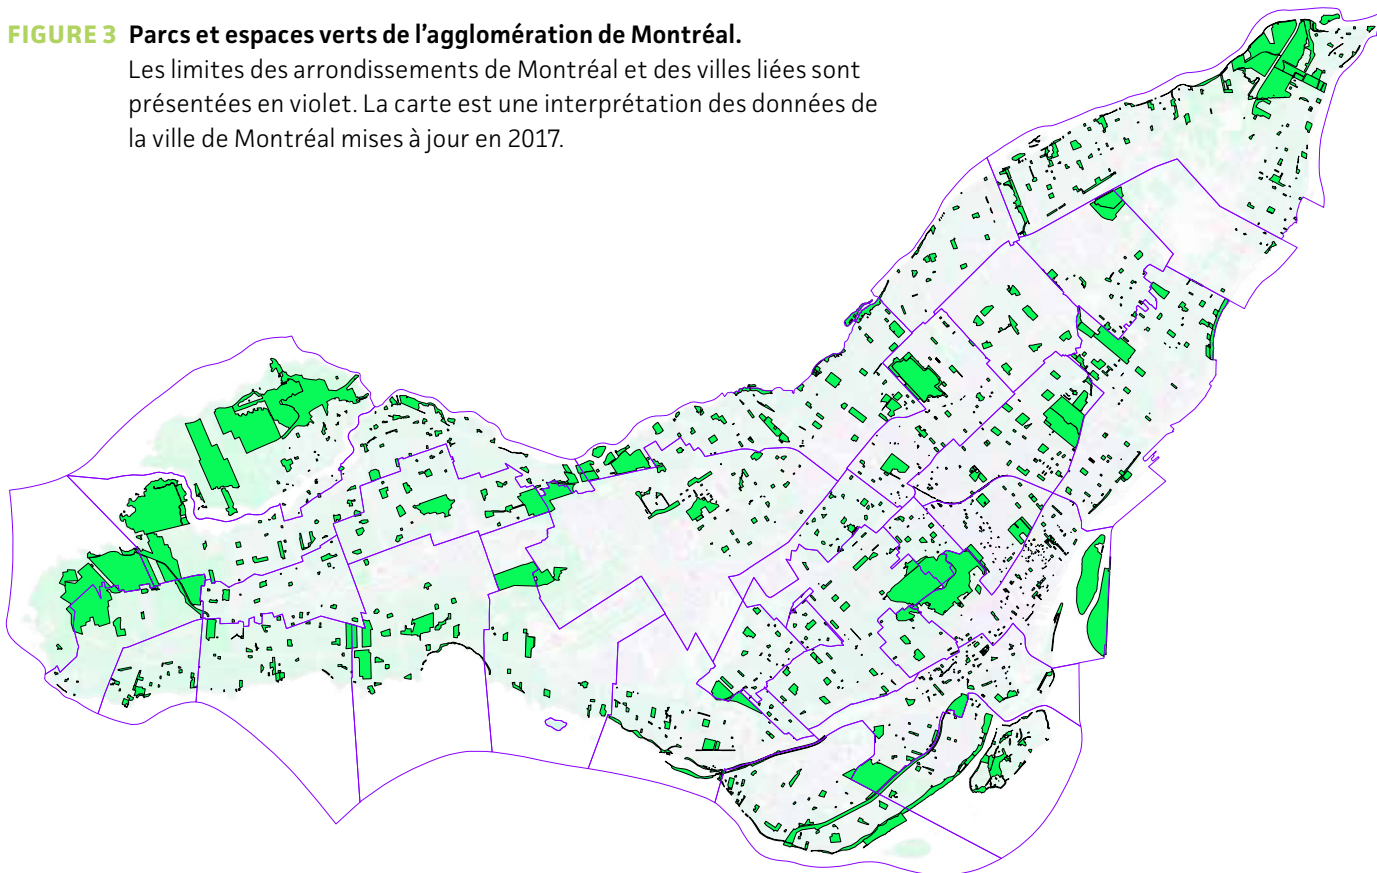 FIGURE 3 Parcs et espaces verts de l’agglomération de Montréal.
Les limites des arrondissements de Montréal et des villes liées sont
présentées en violet. La carte est une interprétation des données de
la ville de Montréal mises à jour en 2017.